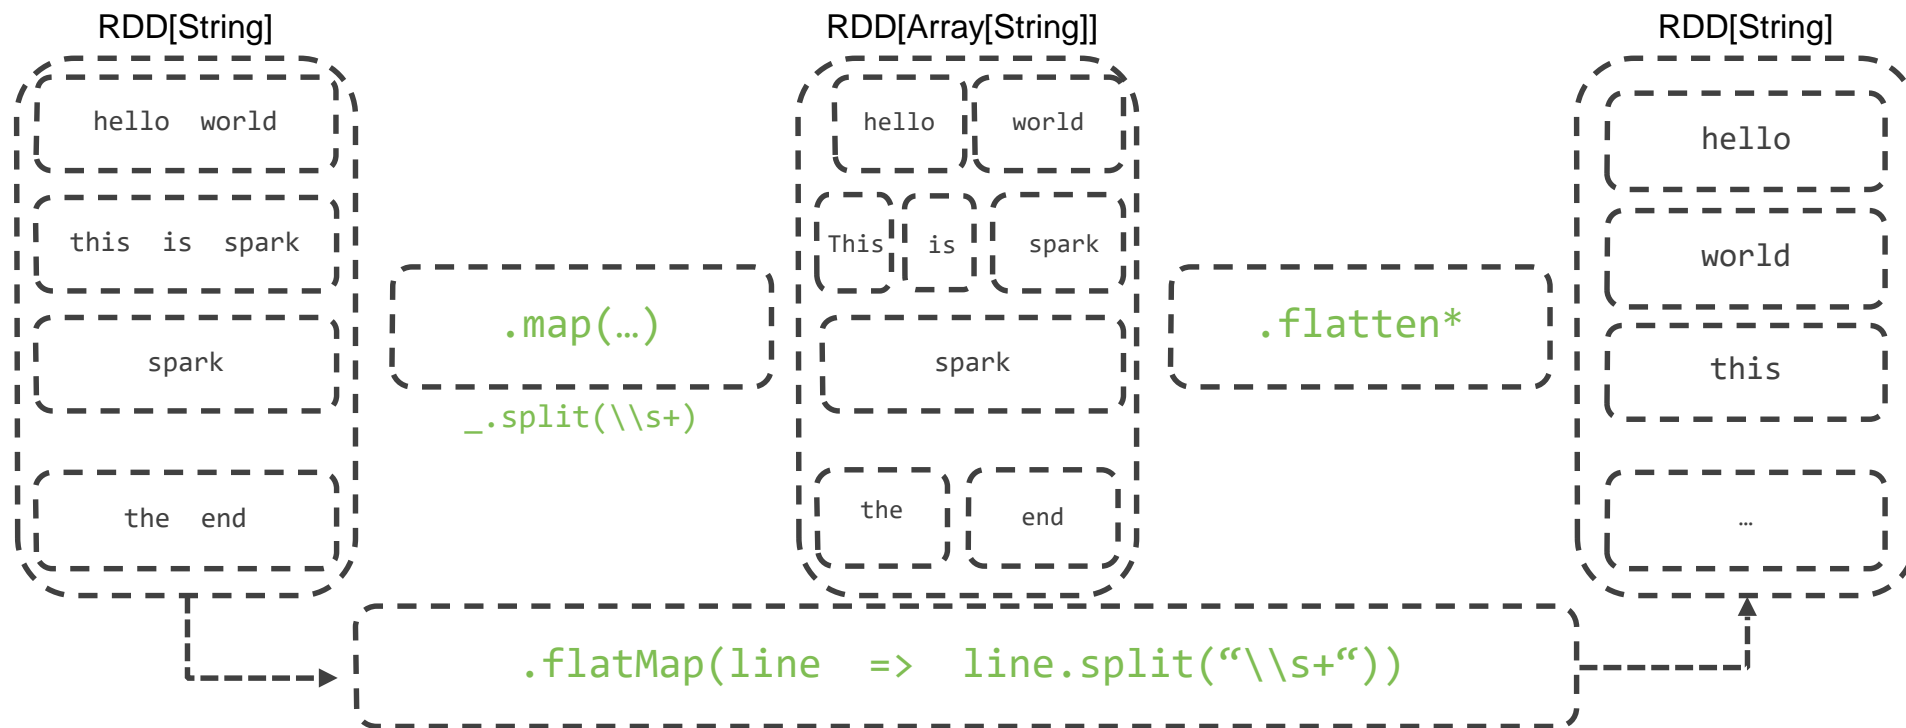 RDD[String]
hello world
this is spark
spark
the end
.map(…)
_.split(\\s+)
RDD[Array[String]]
hello world
This is spark
spark
the end
.flatten*
RDD[String]
hello
world
this
…
.flatMap(line => line.split(“\\s+“))